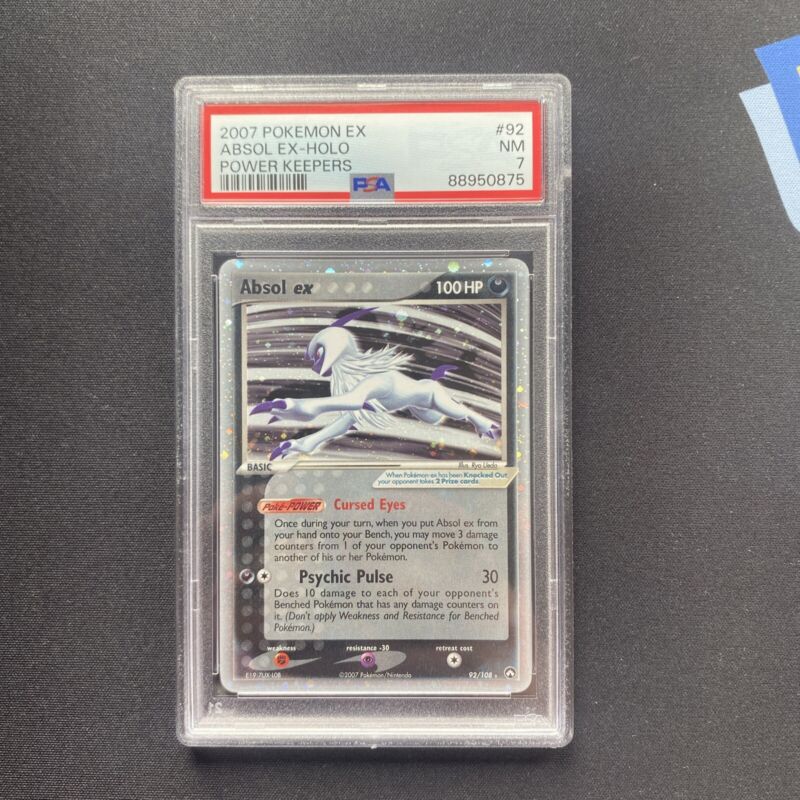 2007 POKEMON EX #92
ABSOL EX-HOLO NM
POWER KEEPERS 7
PSA 88950875
Absol ex 100 HP
BASIC
Illus. Ryo Ueda
When Pokémon-ex has been Knocked Out,
your opponent takes 2 Prize cards.
Poké-POWER Cursed Eyes
Once during your turn, when you put Absol ex from
your hand onto your Bench, you may move 3 damage
counters from 1 of your opponent's Pokémon to
another of his or her Pokémon.
Psychic Pulse 30
Does 10 damage to each of your opponent's
Benched Pokémon that has any damage counters on
it. (Don't apply Weakness and Resistance for Benched
Pokémon.)
weakness resistance -30 retreat cost
©2007 Pokémon/Nintendo 92/108